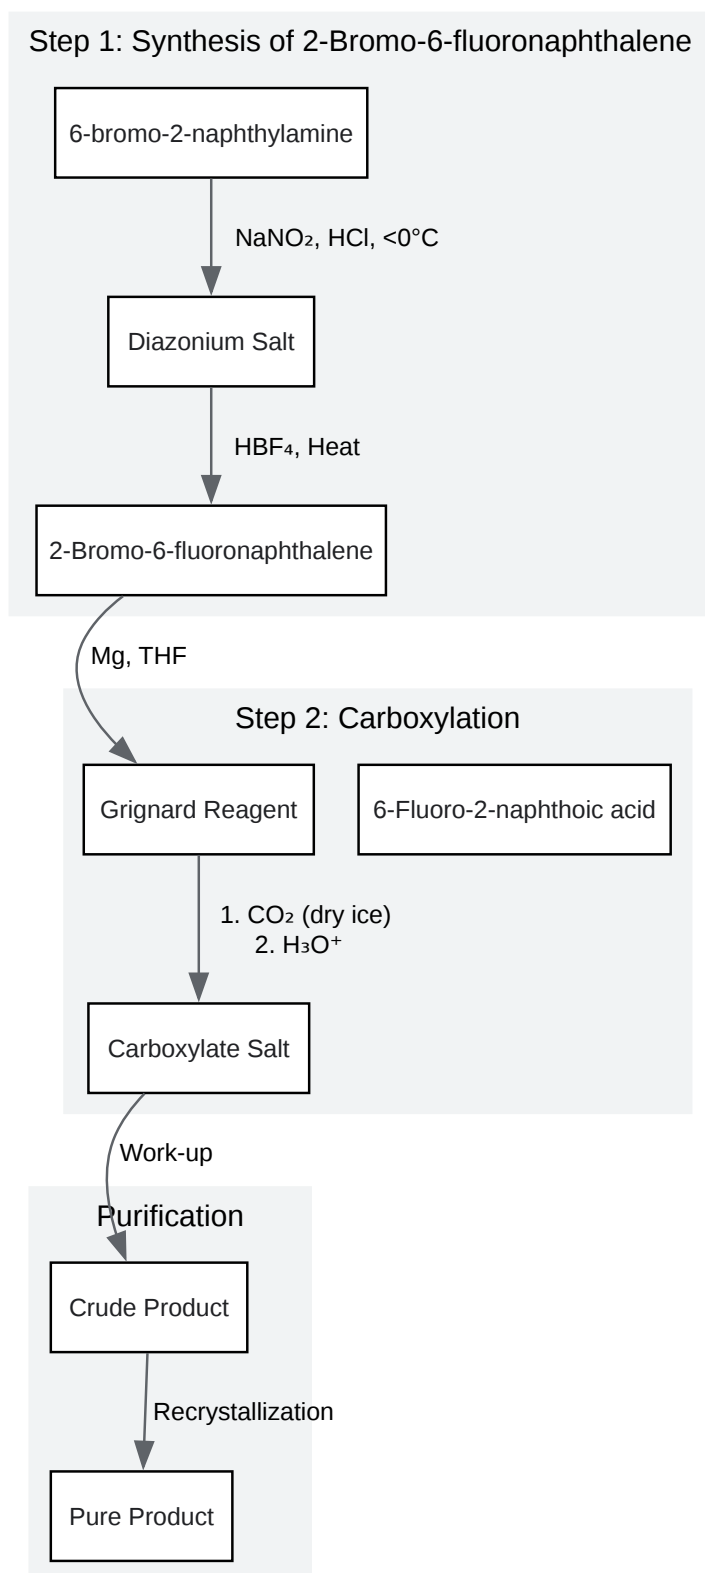 Step 1: Synthesis of 2-Bromo-6-fluoronaphthalene
6-bromo-2-naphthylamine
NaNO₂, HCl, <0°C
Diazonium Salt
HBF₄, Heat
2-Bromo-6-fluoronaphthalene
Mg, THF
Step 2: Carboxylation
Grignard Reagent
6-Fluoro-2-naphthoic acid
1. CO₂ (dry ice)
2. H₃O⁺
Carboxylate Salt
Work-up
Purification
Crude Product
Recrystallization
Pure Product